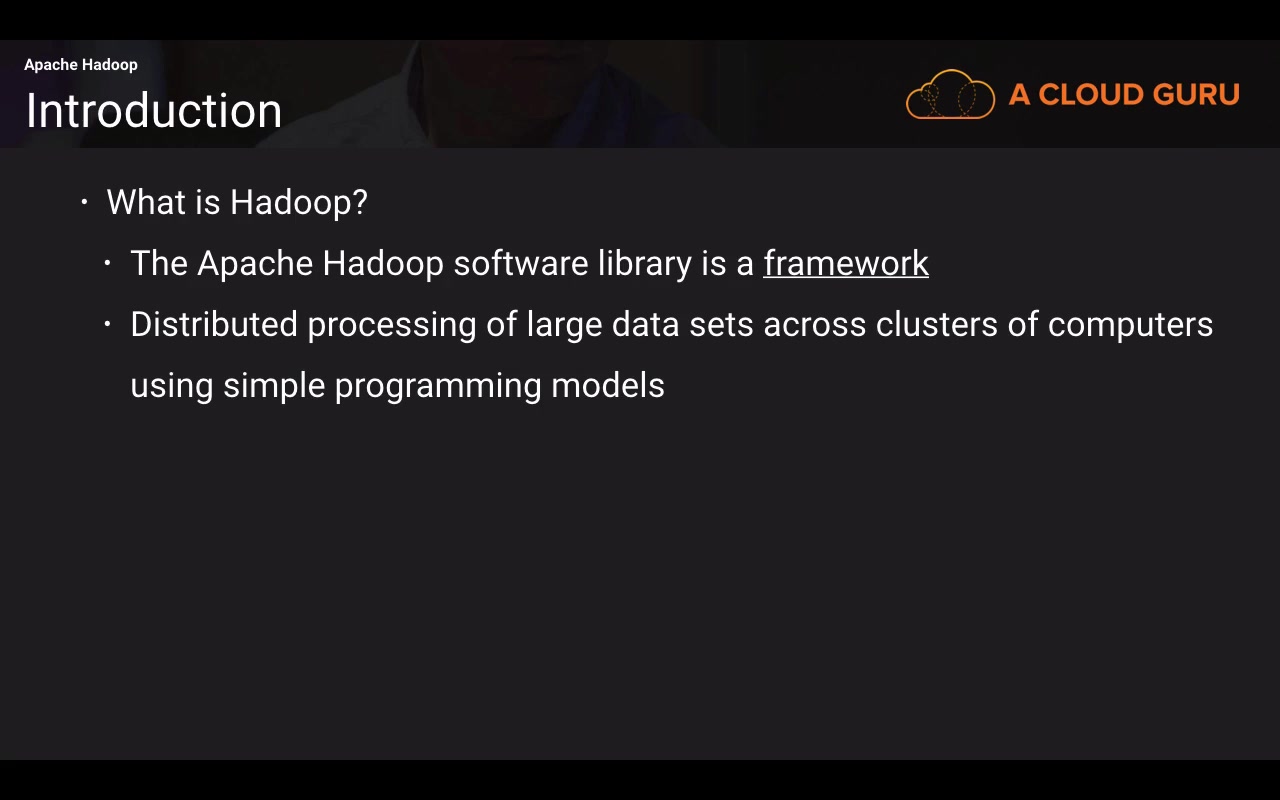 Apache Hadoop
Introduction
A CLOUD GURU
• What is Hadoop?
• The Apache Hadoop software library is a framework
• Distributed processing of large data sets across clusters of computers
using simple programming models